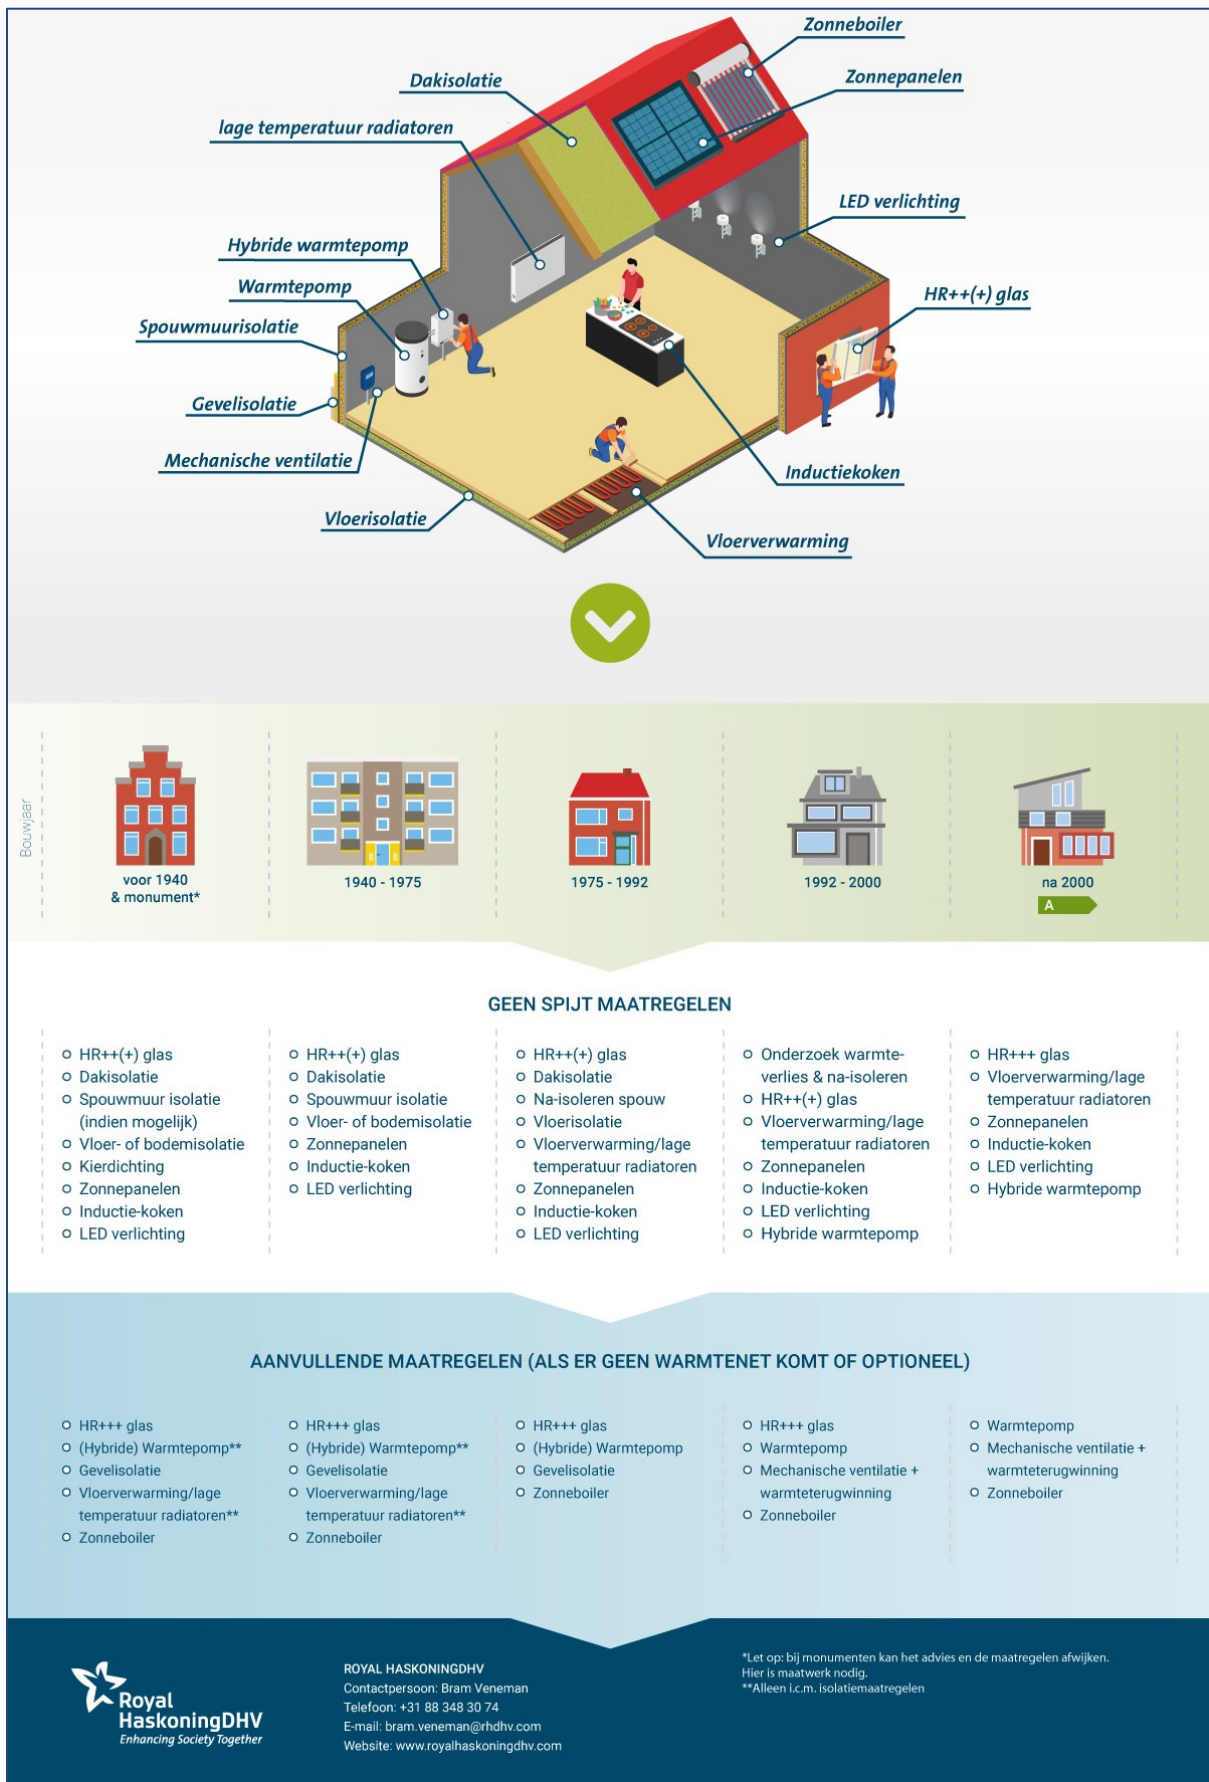 Zonneboiler
Dakisolatie
Zonnepanelen
lage temperatuur radiatoren
LED verlichting
Hybride warmtepomp
Warmtepomp
HR++(+) glas
Spouwmuurisolatie
Gevelisolatie
Mechanische ventilatie
Inductiekoken
Vloerisolatie
Vloerverwarming
Bouwjaar
voor 1940
& monument*
1940 - 1975
1975 - 1992
1992 - 2000
na 2000
A
GEEN SPIJT MAATREGELEN
HR++(+) glas
Dakisolatie
Spouwmuur isolatie
(indien mogelijk)
Vloer- of bodemisolatie
Kierdichting
Zonnepanelen
Inductie-koken
LED verlichting
HR++(+) glas
Dakisolatie
Spouwmuur isolatie
Vloer- of bodemisolatie
Zonnepanelen
Inductie-koken
LED verlichting
HR++(+) glas
Dakisolatie
Na-isoleren spouw
Vloerisolatie
Vloerverwarming/lage
temperatuur radiatoren
Zonnepanelen
Inductie-koken
LED verlichting
Onderzoek warmte-
verlies & na-isoleren
HR++(+) glas
Vloerverwarming/lage
temperatuur radiatoren
Zonnepanelen
Inductie-koken
LED verlichting
Hybride warmtepomp
HR+++ glas
Vloerverwarming/lage
temperatuur radiatoren
Zonnepanelen
Inductie-koken
LED verlichting
Hybride warmtepomp
AANVULLENDE MAATREGELEN (ALS ER GEEN WARMTENET KOMT OF OPTIONEEL)
HR+++ glas
(Hybride) Warmtepomp**
Gevelisolatie
Vloerverwarming/lage
temperatuur radiatoren**
Zonneboiler
HR+++ glas
(Hybride) Warmtepomp**
Gevelisolatie
Vloerverwarming/lage
temperatuur radiatoren**
Zonneboiler
HR+++ glas
(Hybride) Warmtepomp
Gevelisolatie
Zonneboiler
HR+++ glas
Warmtepomp
Mechanische ventilatie +
warmteterugwinning
Zonneboiler
Warmtepomp
Mechanische ventilatie +
warmteterugwinning
Zonneboiler
Royal
HaskoningDHV
Enhancing Society Together
ROYAL HASKONINGDHV
Contactpersoon: Bram Veneman
Telefoon: +31 88 348 30 74
E-mail: bram.veneman@rhdhv.com
Website: www.royalhaskoningdhv.com
*Let op: bij monumenten kan het advies en de maatregelen afwijken.
Hier is maatwerk nodig.
**Alleen i.c.m. isolatiemaatregelen